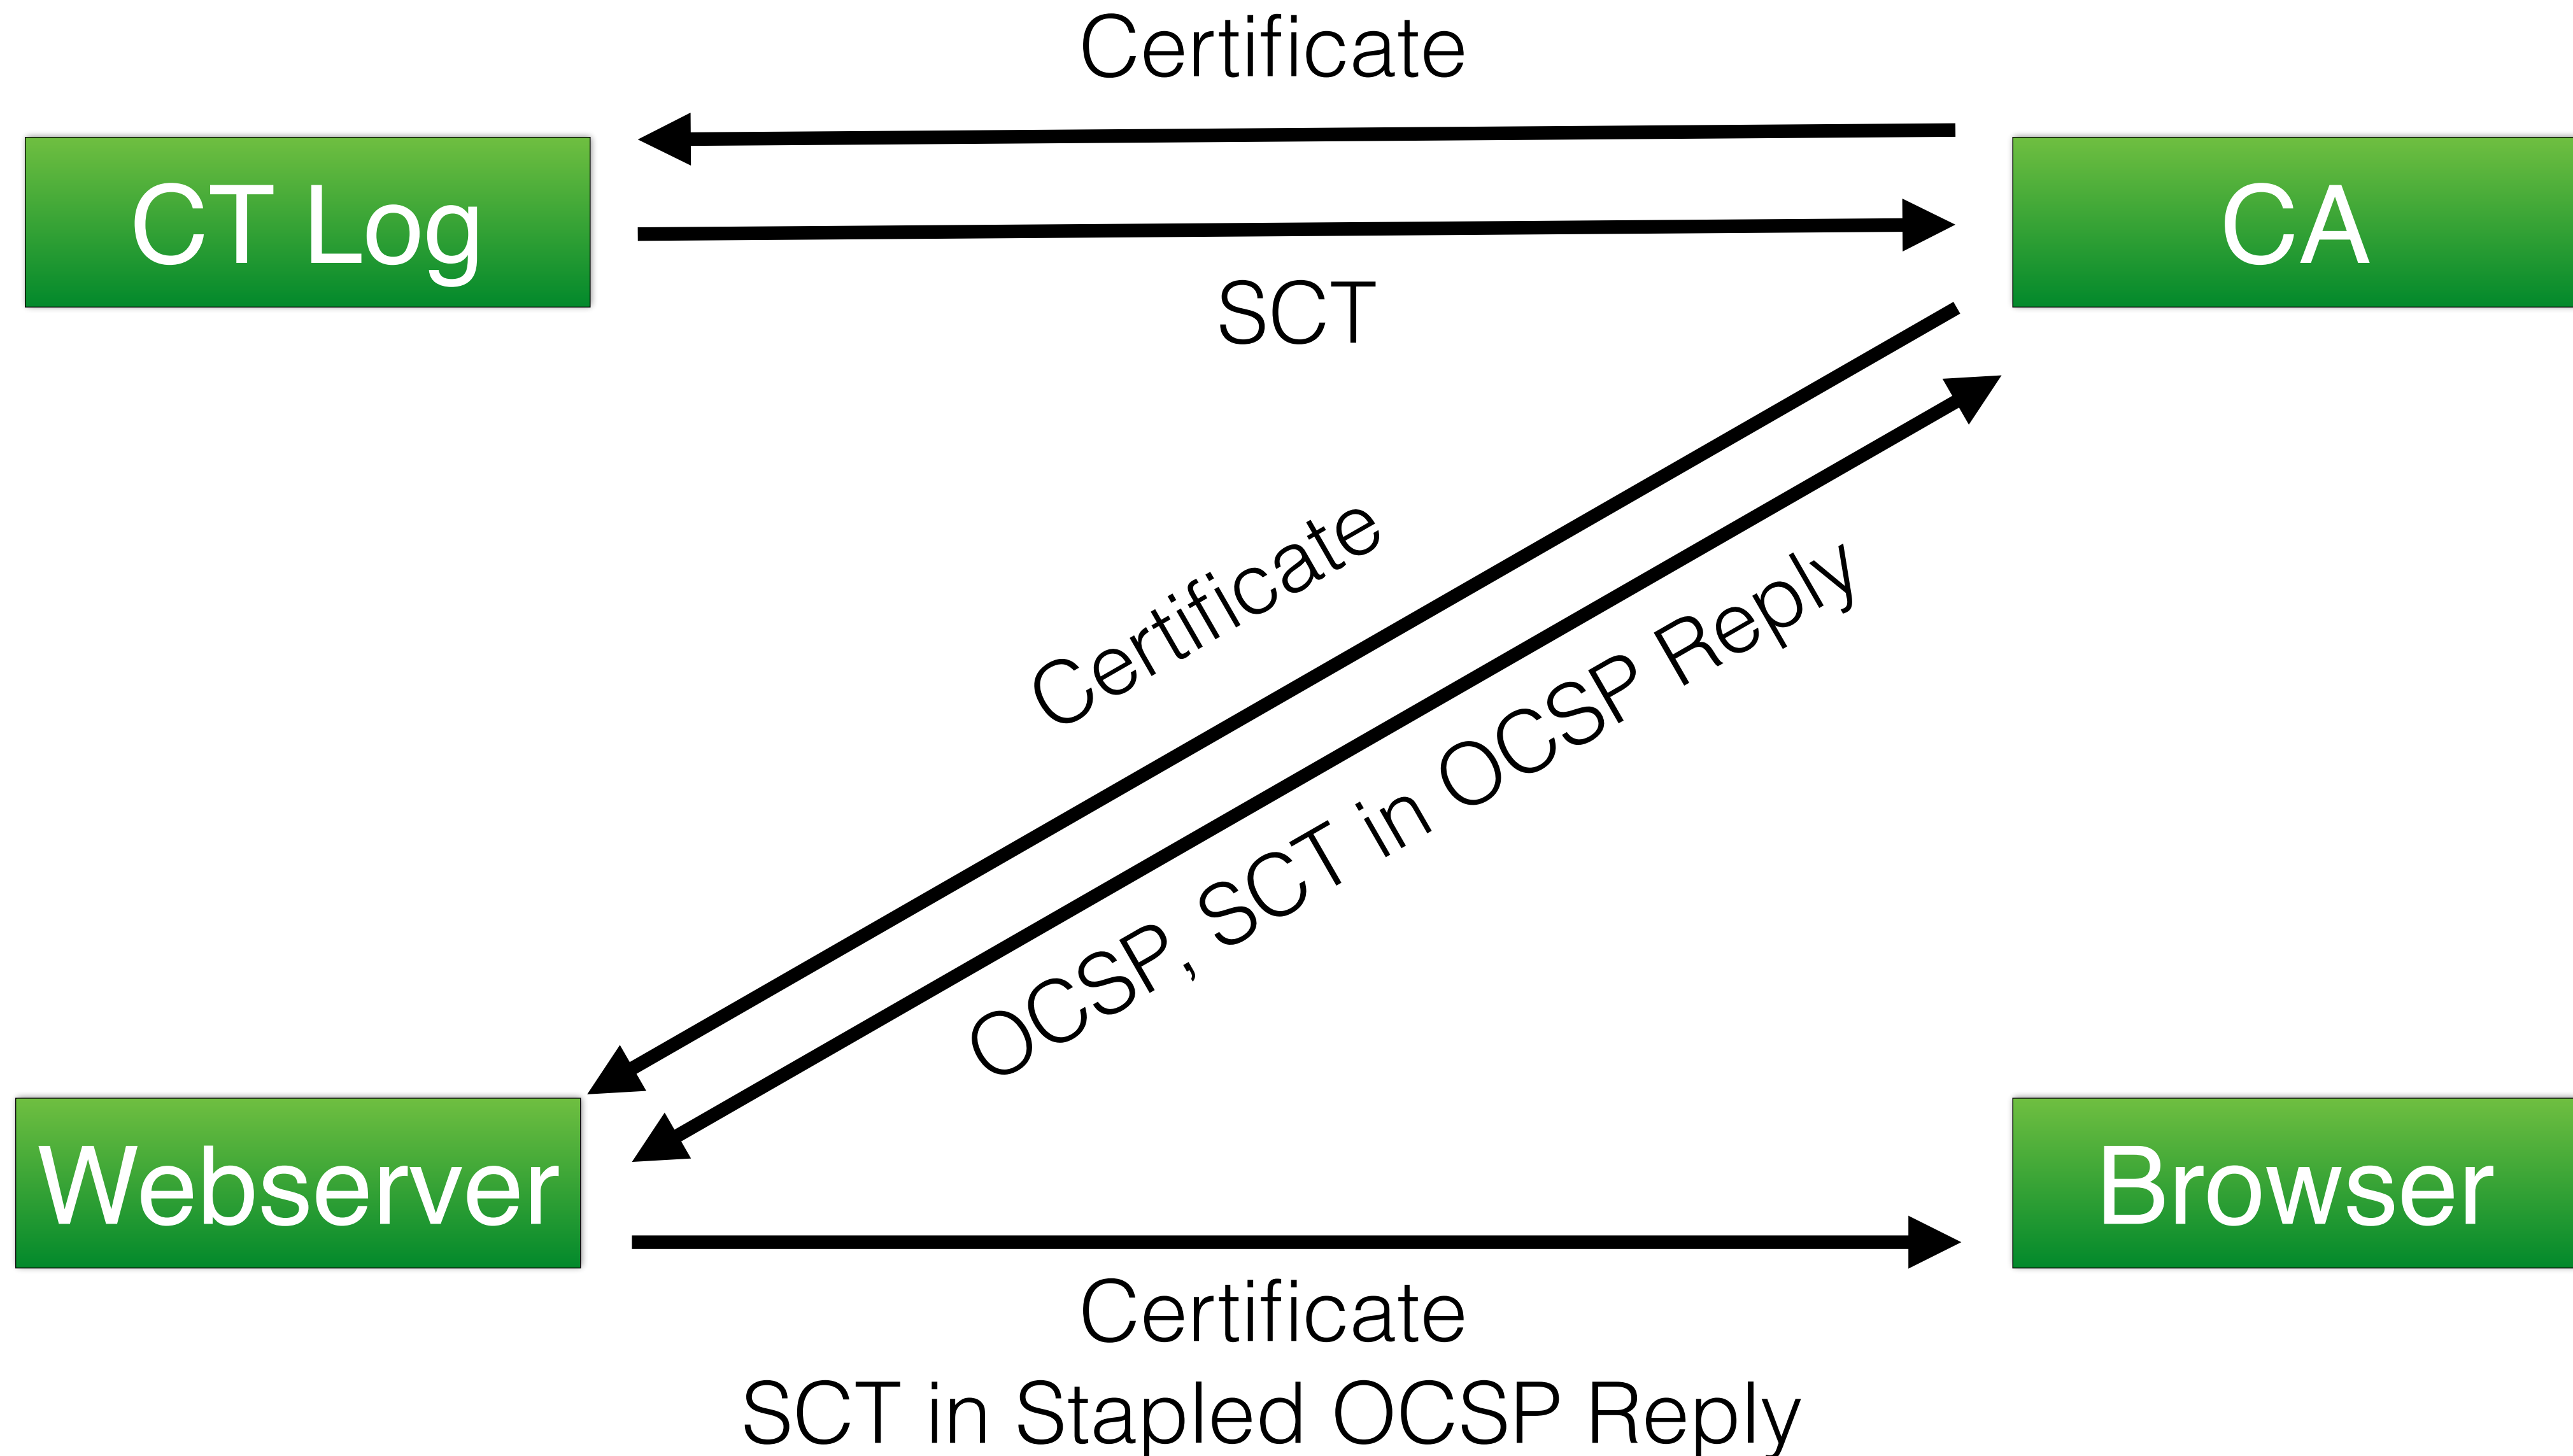 Certificate
CT Log
CA
SCT
Certificate
OCSP, SCT in OCSP Reply
Webserver
Browser
Certificate
SCT in Stapled OCSP Reply